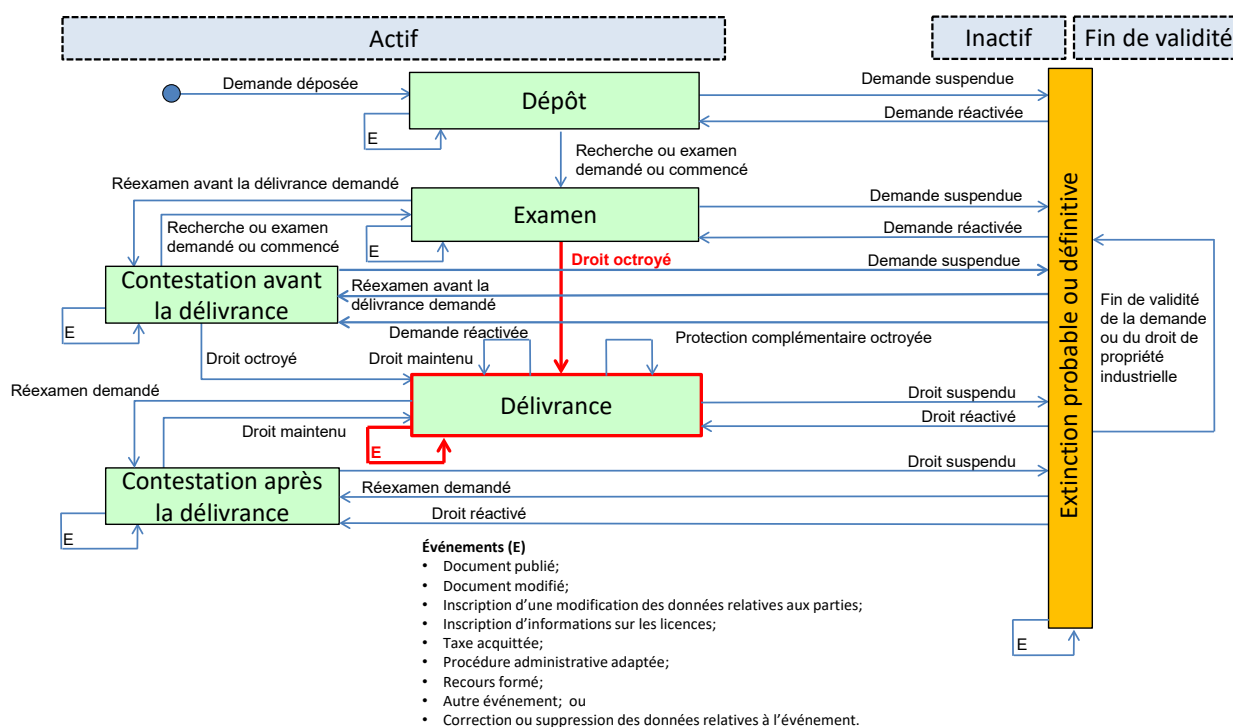 Actif
Inactif
Fin de validité
Demande déposée
Dépôt
Demande suspendue
Demande réactivée
E
Recherche ou examen
demandé ou commencé
Réexamen avant la délivrance demandé
Examen
Demande suspendue
Demande réactivée
Recherche ou examen
demandé ou commencé
E
Droit octroyé
Demande suspendue
Contestation avant
la délivrance
Réexamen avant la
délivrance demandé
E
Demande réactivée
Droit octroyé
Droit maintenu
Protection complémentaire octroyée
Fin de validité
de la demande
ou du droit de
propriété
industrielle
Extinction probable ou définitive
Réexamen demandé
Délivrance
Droit suspendu
Droit réactivé
Droit maintenu
E
Droit suspendu
Contestation après
la délivrance
Réexamen demandé
Droit réactivé
E
Événements (E)
• Document publié;
• Document modifié;
• Inscription d’une modification des données relatives aux parties;
• Inscription d’informations sur les licences;
• Taxe acquittée;
• Procédure administrative adaptée;
• Recours formé;
• Autre événement; ou
• Correction ou suppression des données relatives à l’événement.
E